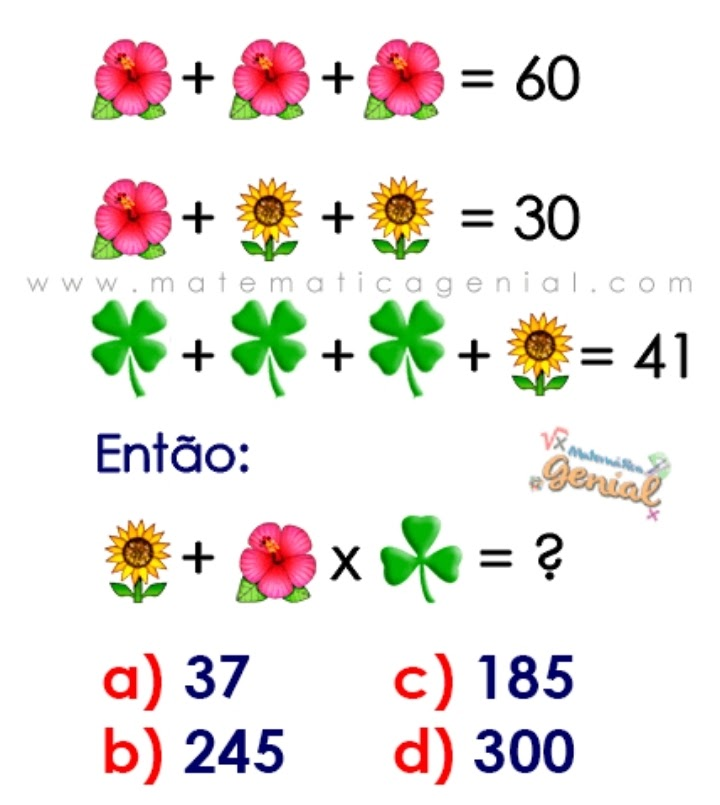 + + = 60
+ + = 30
www.matematicagenial.com
+ + + = 41
Então:
√x Matemática
Genial
x
+ x = ?
a) 37 c) 185
b) 245 d) 300